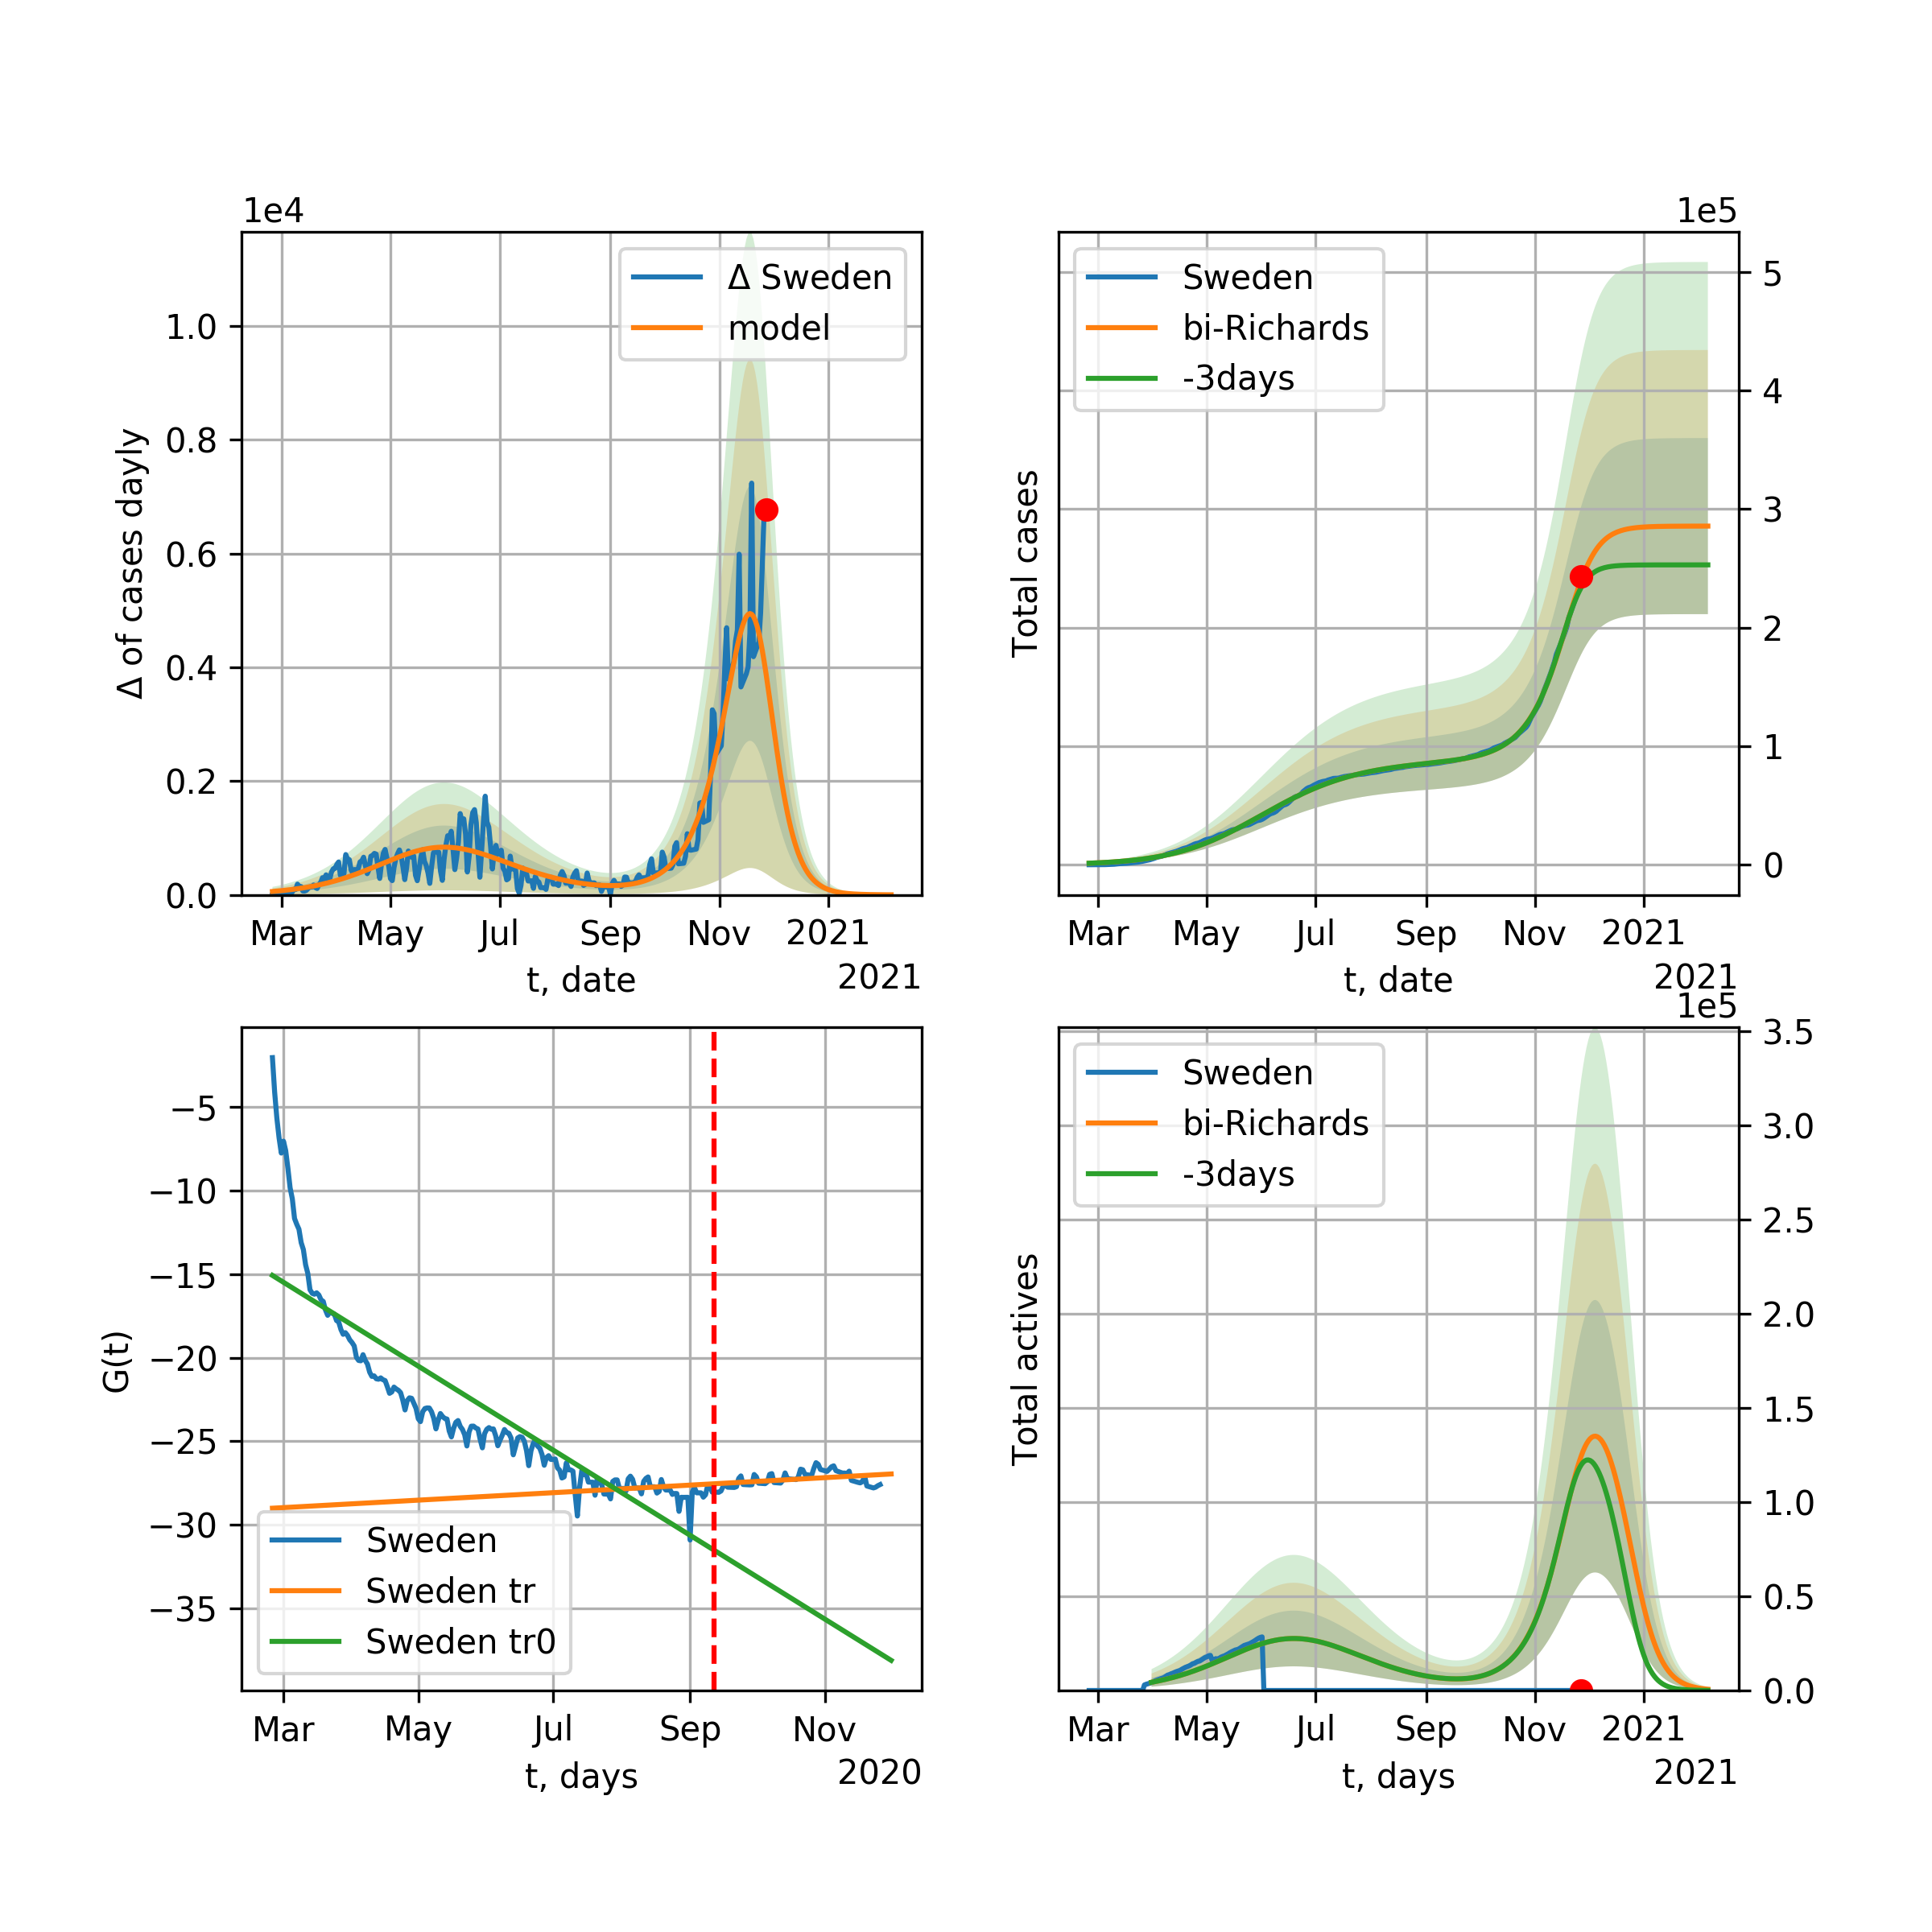 1e4
Δ of cases dayly
1.0
0.8
0.6
0.4
0.2
0.0
Δ Sweden
model
Mar May Jul Sep Nov 2021
t, date
2021
1e5
Total cases
Sweden
bi-Richards
-3days
5
4
3
2
1
0
Mar May Jul Sep Nov 2021
t, date
2021
G(t)
−5
−10
−15
−20
−25
−30
−35
Sweden
Sweden tr
Sweden tr0
Mar May Jul Sep Nov
t, days
2020
1e5
Total actives
Sweden
bi-Richards
-3days
3.5
3.0
2.5
2.0
1.5
1.0
0.5
0.0
Mar May Jul Sep Nov 2021
t, days
2021